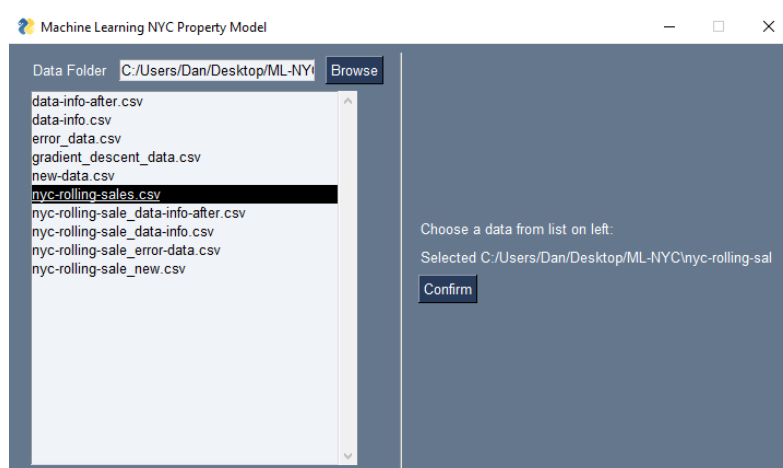 Machine Learning NYC Property Model
Data Folder C:/Users/Dan/Desktop/ML-NY Browse
data-info-after.csv
data-info.csv
error_data.csv
gradient_descent_data.csv
new-data.csv
nyc-rolling-sales.csv
nyc-rolling-sale_data-info-after.csv
nyc-rolling-sale_data-info.csv
nyc-rolling-sale_error-data.csv
nyc-rolling-sale_new.csv
Choose a data from list on left:
Selected C:/Users/Dan/Desktop/ML-NYC\nyc-rolling-sal
Confirm